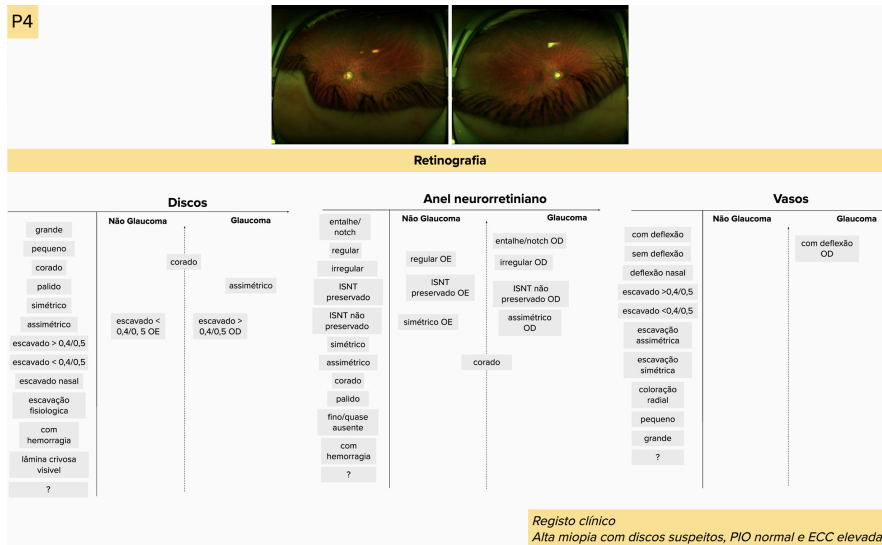 P4
Retinografia
Discos
Não Glaucoma
Glaucoma
grande
pequeno
corado
palido
simétrico
assimétrico
escavado > 0,4/0,5
escavado < 0,4/0,5
escavado nasal
escavação
fisiologica
com
hemorragia
lâmina crivosa
visivel
?
corado
assimétrico
escavado <
0,4/0, 5 OE
escavado >
0,4/0,5 OD
Anel neurorretiniano
Não Glaucoma
Glaucoma
entalhe/
notch
regular
irregular
ISNT
preservado
ISNT não
preservado
simétrico
assimétrico
corado
palido
fino/quase
ausente
com
hemorragia
?
regular OE
ISNT
preservado OE
simétrico OE
entalhe/notch OD
irregular OD
ISNT não
preservado OD
assimétrico
OD
corado
Vasos
Não Glaucoma
Glaucoma
com deflexão
sem deflexão
deflexão nasal
escavado >0,4/0,5
escavado <0,4/0,5
escavação
assimétrica
escavação
simétrica
coloração
radial
pequeno
grande
?
com deflexão
OD
Registo clínico
Alta miopia com discos suspeitos, PIO normal e ECC elevada